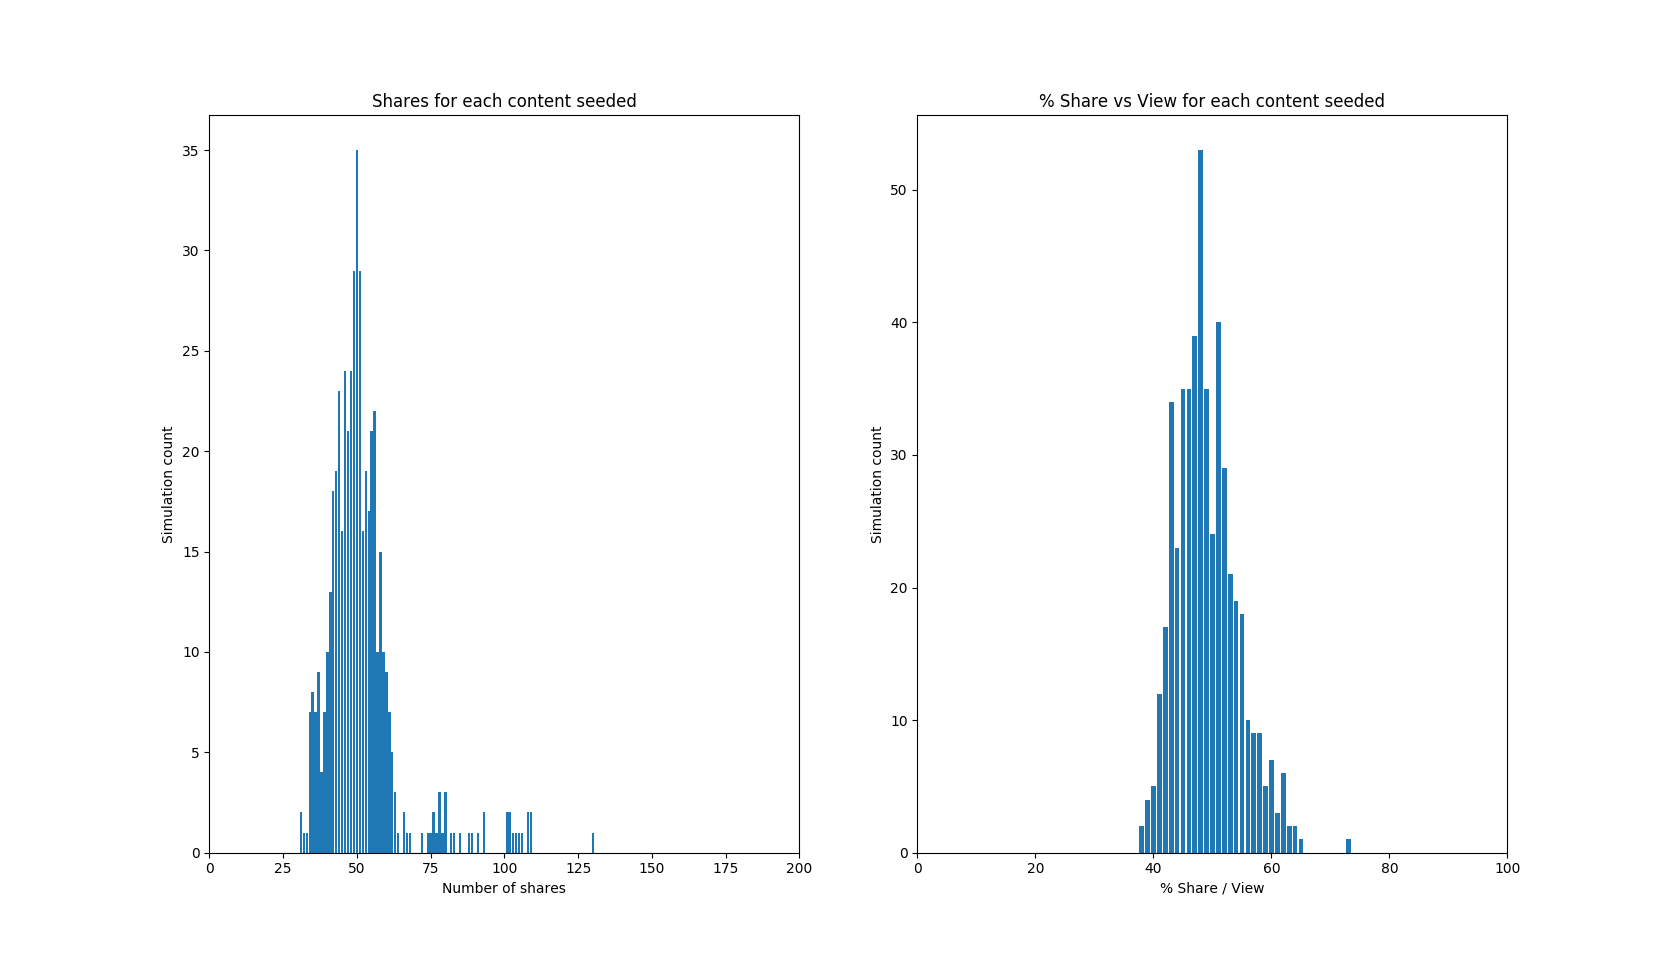 Shares for each content seeded
35
30
25
20
15
10
5
0
0 25 50 75 100 125 150 175 200
Number of shares
Simulation count
% Share vs View for each content seeded
50
40
30
20
10
0
0 20 40 60 80 100
% Share / View
Simulation count